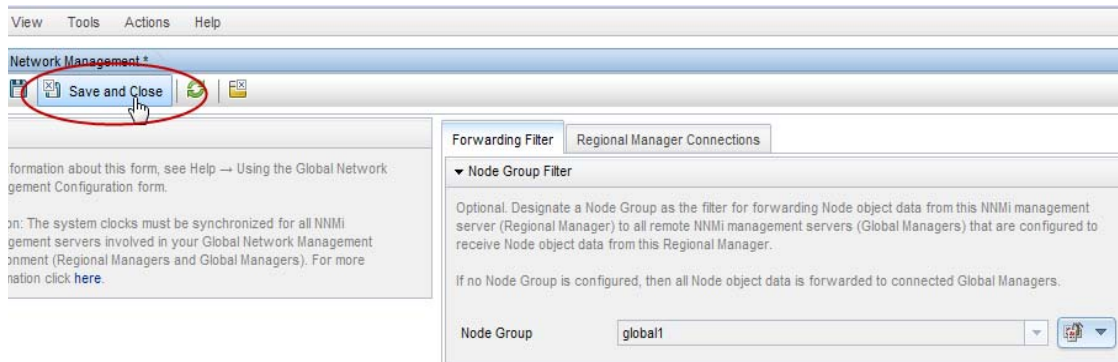 View Tools Actions Help
Network Management *
Save and Close
formation about this form, see Help → Using the Global Network
gement Configuration form.
on: The system clocks must be synchronized for all NNMi
gement servers involved in your Global Network Management
onment (Regional Managers and Global Managers). For more
nation click here.
Forwarding Filter Regional Manager Connections
Node Group Filter
Optional. Designate a Node Group as the filter for forwarding Node object data from this NNMi management
server (Regional Manager) to all remote NNMi management servers (Global Managers) that are configured to
receive Node object data from this Regional Manager.
If no Node Group is configured, then all Node object data is forwarded to connected Global Managers.
Node Group global1